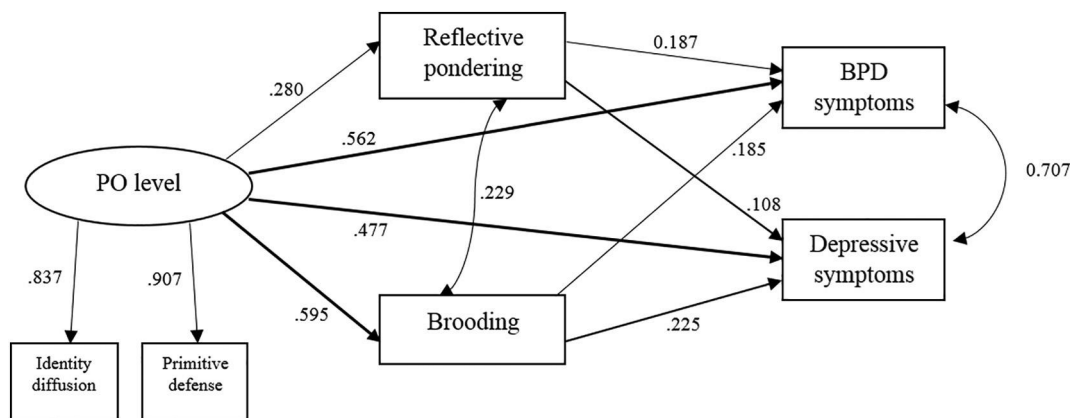 Reflective
pondering
0.187
BPD
symptoms
.280
.562
.185
PO level
.229
0.707
.477
.108
Depressive
symptoms
.837
.907
.595
Brooding
.225
Identity
diffusion
Primitive
defense